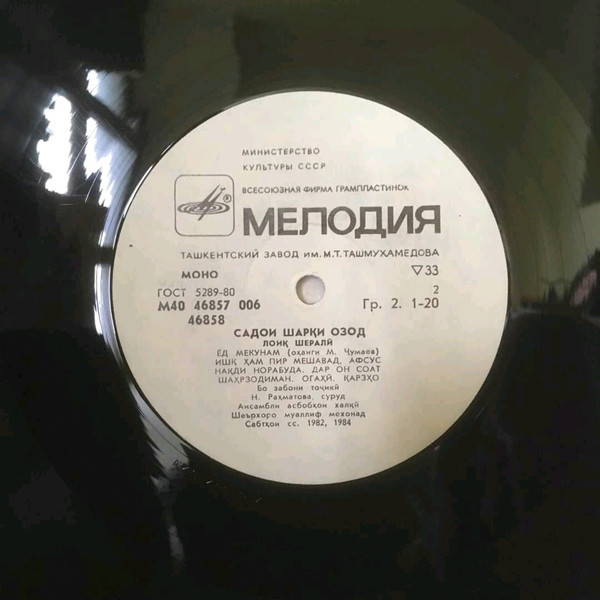 МИНИСТЕРСТВО
КУЛЬТУРЫ СССР
ВСЕСОЮЗНАЯ ФИРМА ГРАМПЛАСТИНОК
®
МЕЛОДИЯ
ТАШКЕНТСКИЙ ЗАВОД ИМ. М.Т. ТАШМУХАМЕДОВА
МОНО ▽33
ГОСТ 5289-80 2
М40 46857 006 Гр. 2. 1-20
46858
САДОИ ШАРҚИ ОЗОД
ЛОИҚ ШЕРАЛӢ
ЁД МЕКУНАМ (оҳанги М. Ҷумаев)
ИШҚ ҲАМ ПИР МЕШАВАД, АФСУС
НАҚДИ НОРАБУДА. ДАР ОН СОАТ
ШАҲРЗОДИМАН. ОГАҲӢ. ҚАРЗҲО
Бо забони тоҷикӣ
Н. Раҳматова, суруд
Ансамбли асбобҳои халқӣ
Шеърҳоро муаллиф мехонад
Сабтҳои сс. 1982, 1984